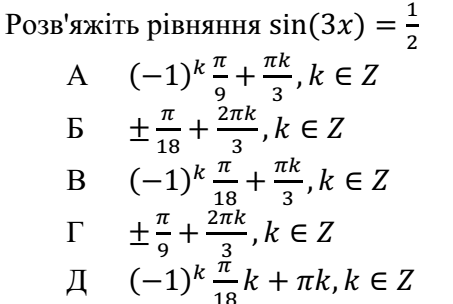 Розв'яжіть рівняння sin(3x) = 1/2
А (−1)^k π/9 + πk/3, k ∈ Z
Б ± π/18 + 2πk/3, k ∈ Z
В (−1)^k π/18 + πk/3, k ∈ Z
Г ± π/9 + 2πk/3, k ∈ Z
Д (−1)^k π/18 k + πk, k ∈ Z